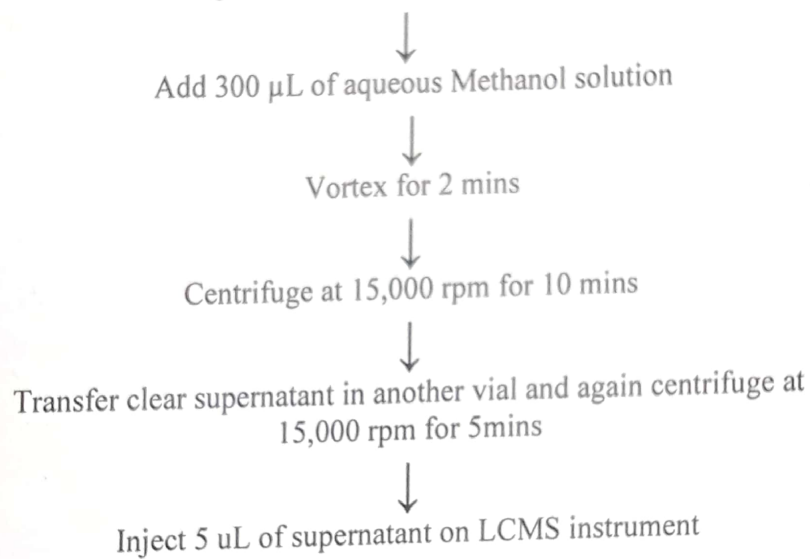 Add 300 µL of aqueous Methanol solution
Vortex for 2 mins
Centrifuge at 15,000 rpm for 10 mins
Transfer clear supernatant in another vial and again centrifuge at
15,000 rpm for 5mins
Inject 5 uL of supernatant on LCMS instrument